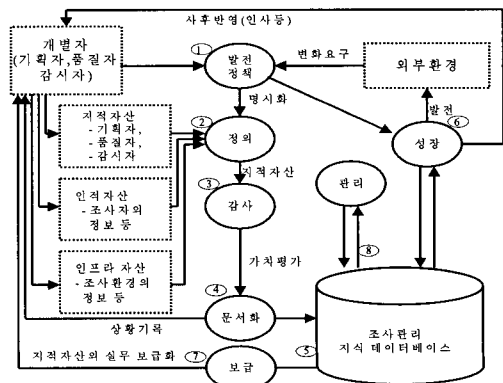 사후반영(인사등)
개별자
(기획자,품질자
감시자)
①
발전
정책
변화요구
외부환경
명시화
발전
지적자산
-기획자,
-품질자,
-감시자
②
정의
⑥
성장
지적자산
인적자산
-조사자의
정보 등
③
감사
관리
인프라 자산
-조사환경의
정보 등
가치평가
⑧
④
문서화
상황기록
조사관리
지식 데이터베이스
지적자산의 실무 보급화
⑦
보급
⑤